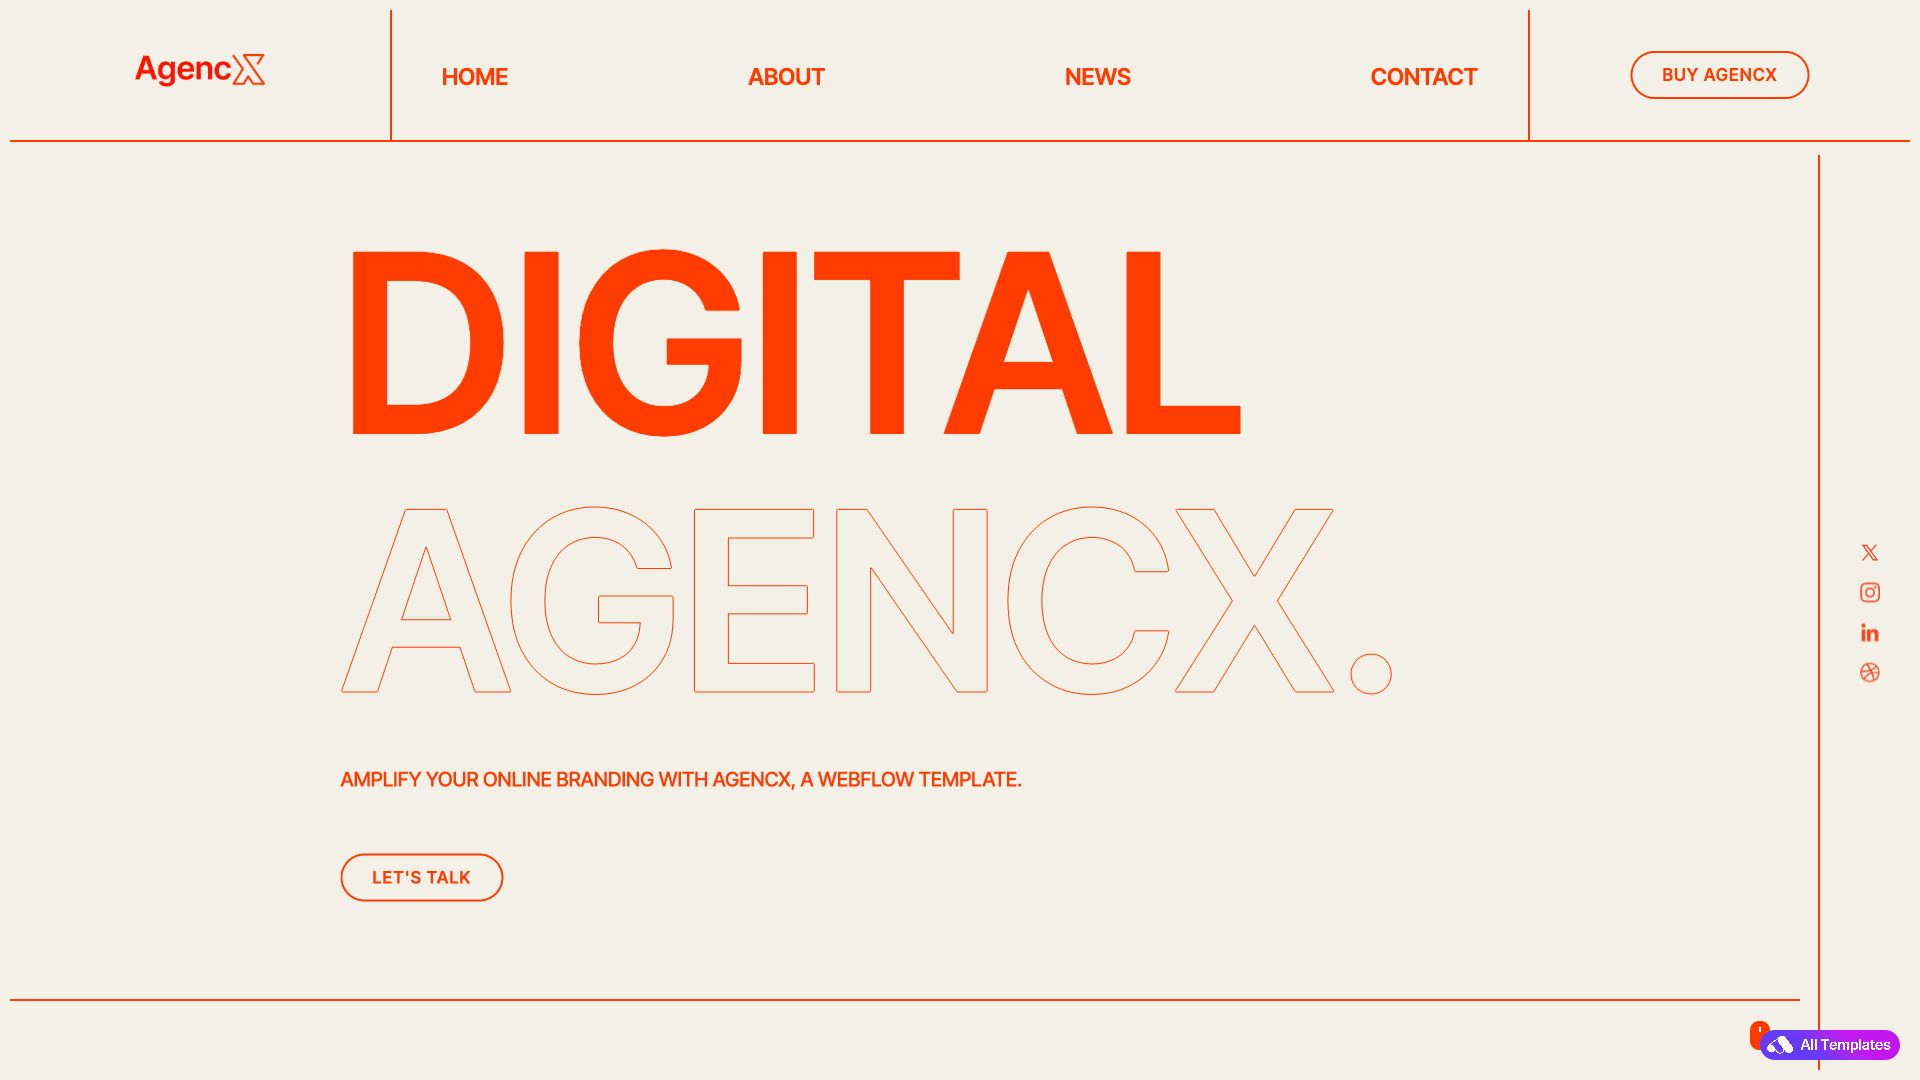 AgencX
HOME
ABOUT
NEWS
CONTACT
BUY AGENCX
DIGITAL
AGENCX.
AMPLIFY YOUR ONLINE BRANDING WITH AGENCX, A WEBFLOW TEMPLATE.
LET'S TALK
All Templates